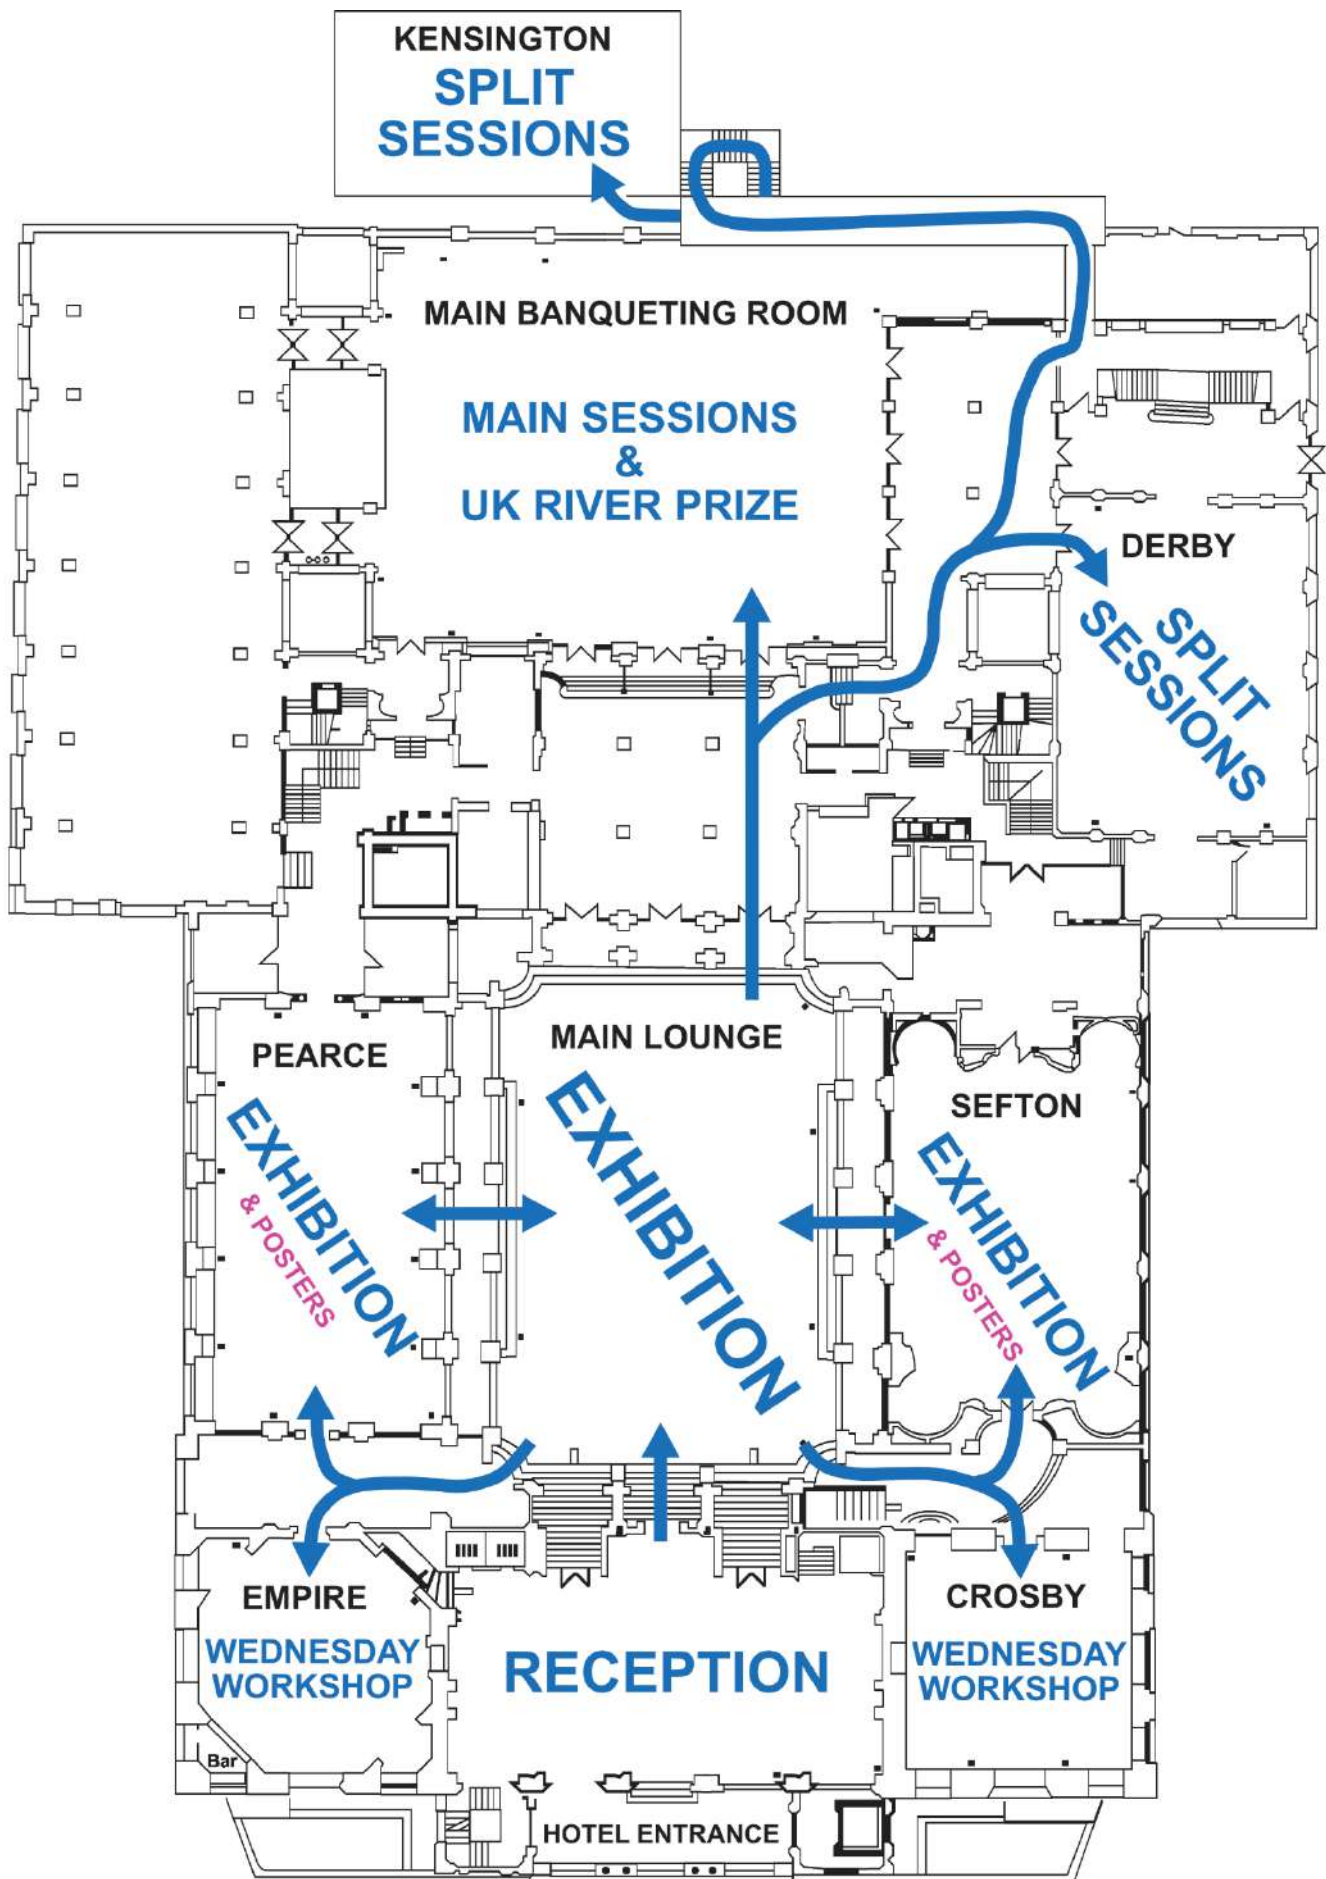 KENSINGTON
SPLIT
SESSIONS
MAIN BANQUETING ROOM
MAIN SESSIONS
&
UK RIVER PRIZE
DERBY
SPLIT
SESSIONS
PEARCE
EXHIBITION
& POSTERS
MAIN LOUNGE
EXHIBITION
SEFTON
EXHIBITION
& POSTERS
EMPIRE
WEDNESDAY
WORKSHOP
Bar
RECEPTION
CROSBY
WEDNESDAY
WORKSHOP
HOTEL ENTRANCE